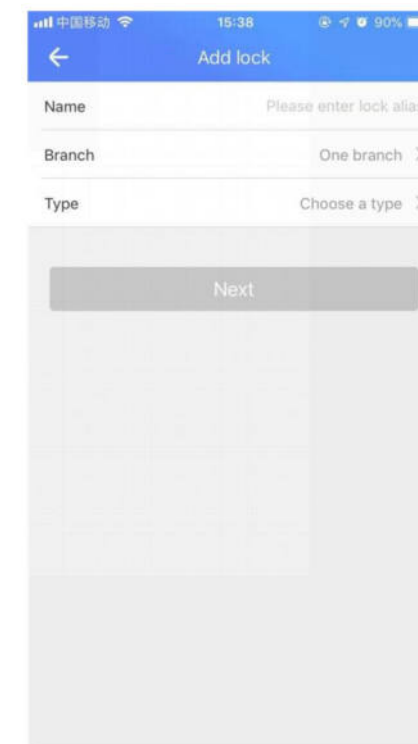 中国移动 15:38 90%
Add lock
Name Please enter lock alias
Branch One branch
Type Choose a type
Next